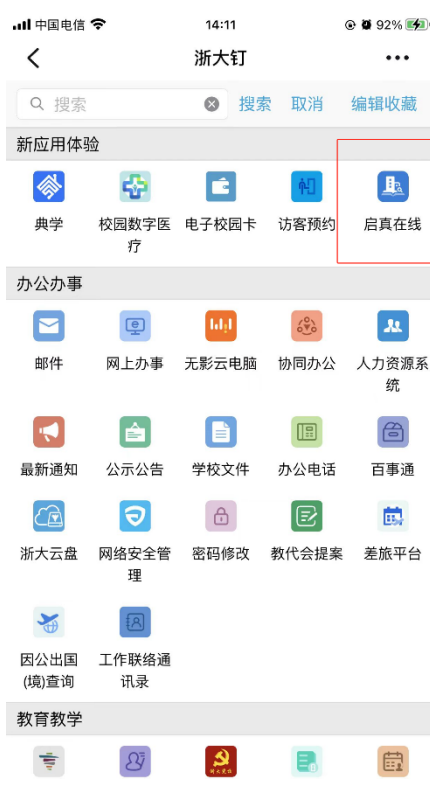 中国电信 14:11 92%
浙大钉
搜索 搜索 取消 编辑收藏
新应用体验
典学 校园数字医疗 电子校园卡 访客预约 启真在线
办公办事
邮件 网上办事 无影云电脑 协同办公 人力资源系统
最新通知 公示公告 学校文件 办公电话 百事通
浙大云盘 网络安全管理 密码修改 教代会提案 差旅平台
因公出国(境)查询 工作联络通讯录
教育教学